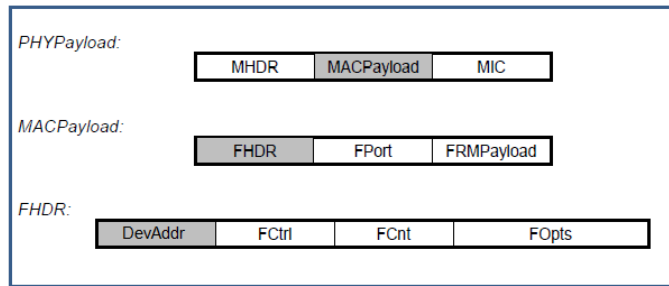 PHYPayload:
MHDR MACPayload MIC
MACPayload:
FHDR FPort FRMPayload
FHDR:
DevAddr FCtrl FCnt FOpts